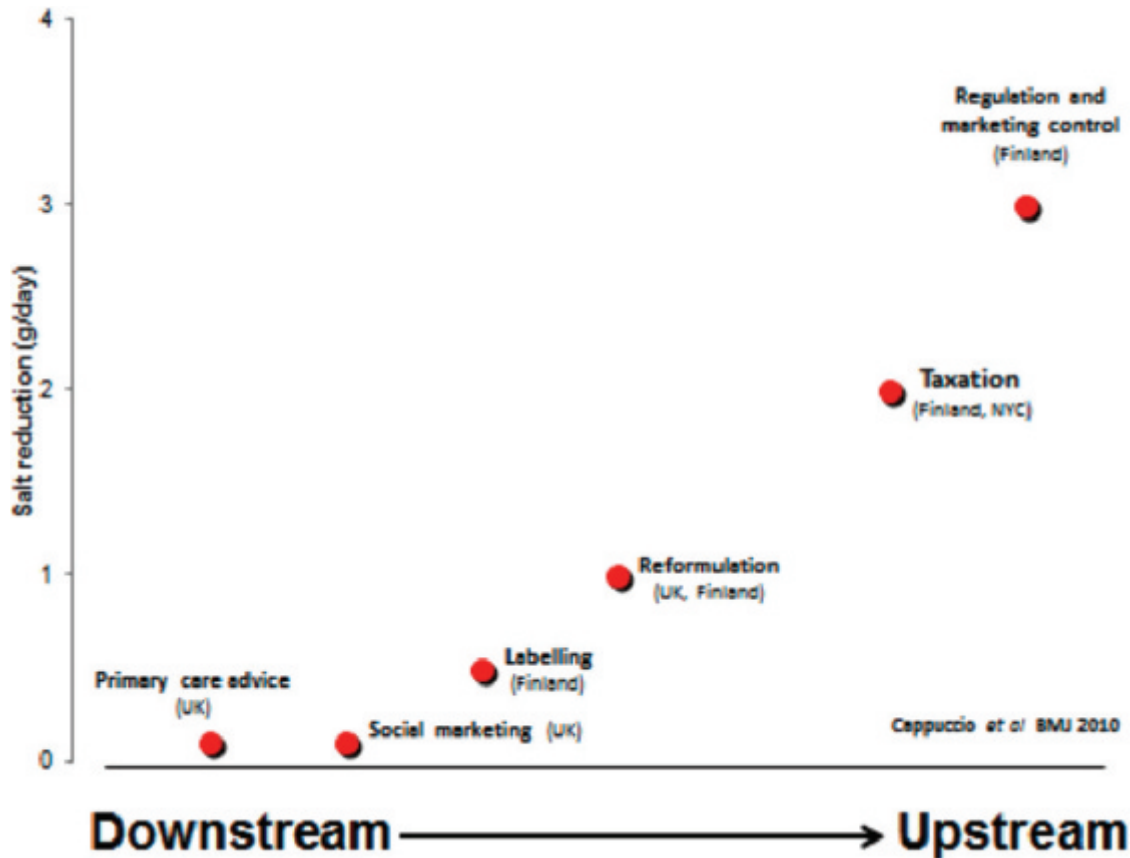 4
Regulation and
marketing control
(Finland)
3
Salt reduction (g/day)
2
Taxation
(Finland, NYC)
1
Reformulation
(UK, Finland)
Labelling
(Finland)
Primary care advice
(UK)
Social marketing (UK)
Cappuccio et al BMJ 2010
0
Downstream
Upstream